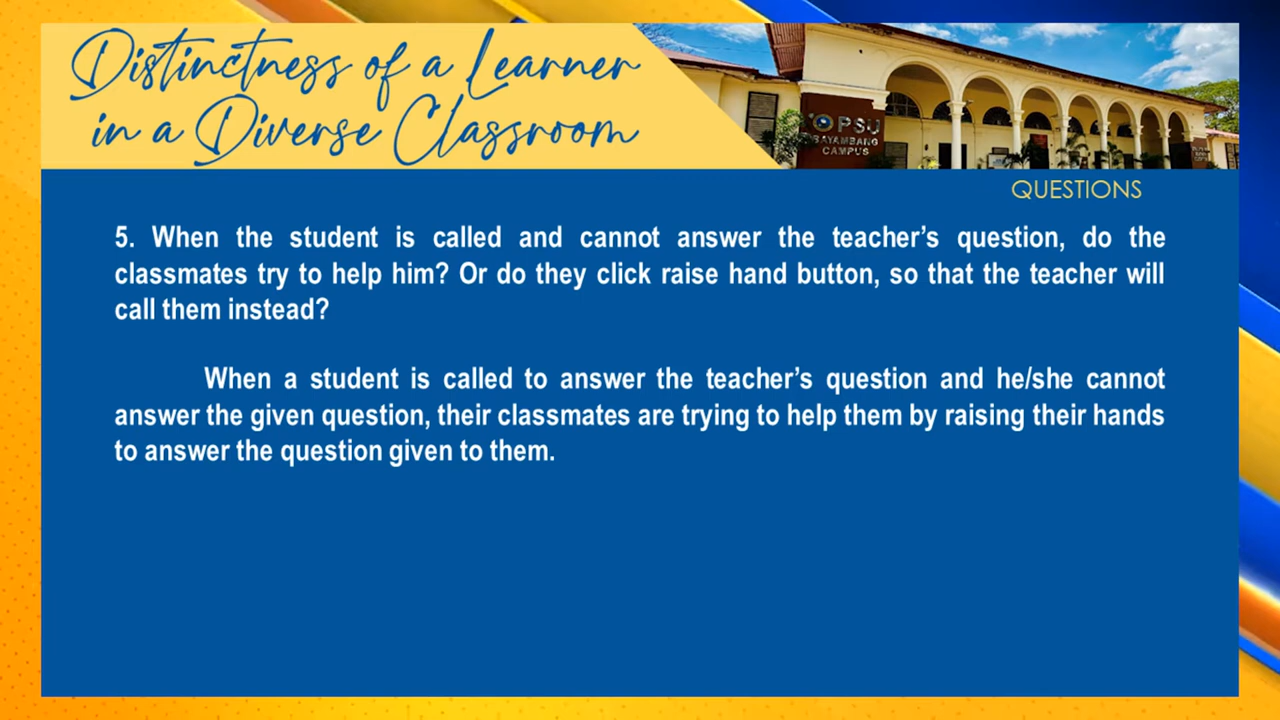 Distinctness of a Learner
in a Diverse Classroom
PSU
BAYAMBANG
CAMPUS
QUESTIONS
5. When the student is called and cannot answer the teacher’s question, do the
classmates try to help him? Or do they click raise hand button, so that the teacher will
call them instead?
When a student is called to answer the teacher’s question and he/she cannot
answer the given question, their classmates are trying to help them by raising their hands
to answer the question given to them.